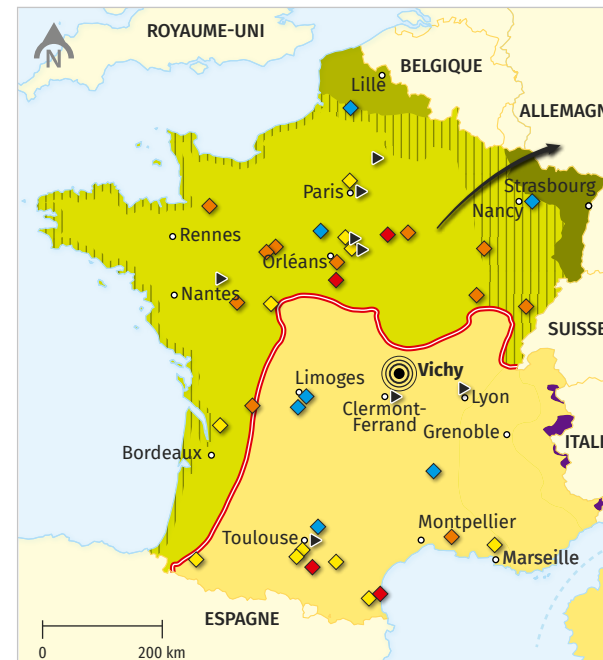 ROYAUME-UNI
N
BELGIQUE
Lille
ALLEMAGN
Paris
Strasbourg
Nancy
Rennes
Orléans
Nantes
SUISSE
Vichy
Limoges
Lyon
Clermont-
Ferrand
Grenoble
ITALI
Bordeaux
Montpellier
Toulouse
Marseille
ESPAGNE
0
200 km